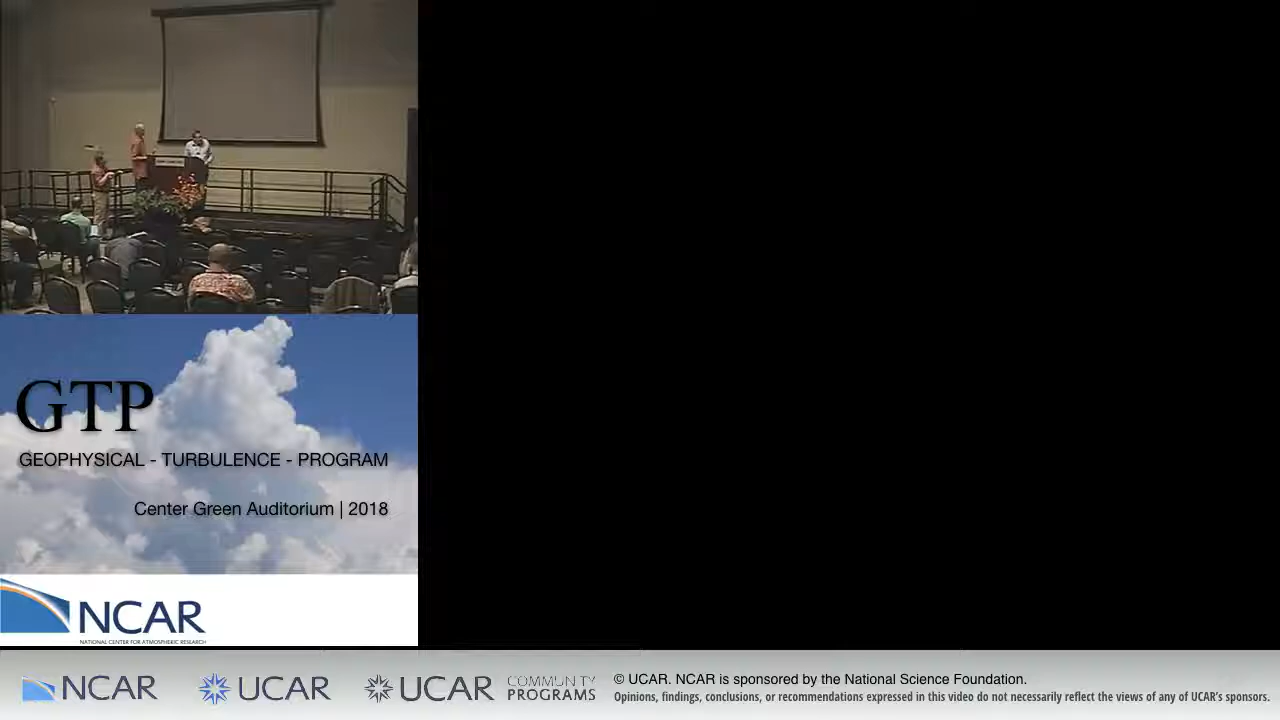 GTP
GEOPHYSICAL - TURBULENCE - PROGRAM
Center Green Auditorium | 2018
NCAR
NATIONAL CENTER FOR ATMOSPHERIC RESEARCH
NCAR
UCAR
UCAR
COMMUNITY
PROGRAMS
© UCAR. NCAR is sponsored by the National Science Foundation.
Opinions, findings, conclusions, or recommendations expressed in this video do not necessarily reflect the views of any of UCAR's sponsors.